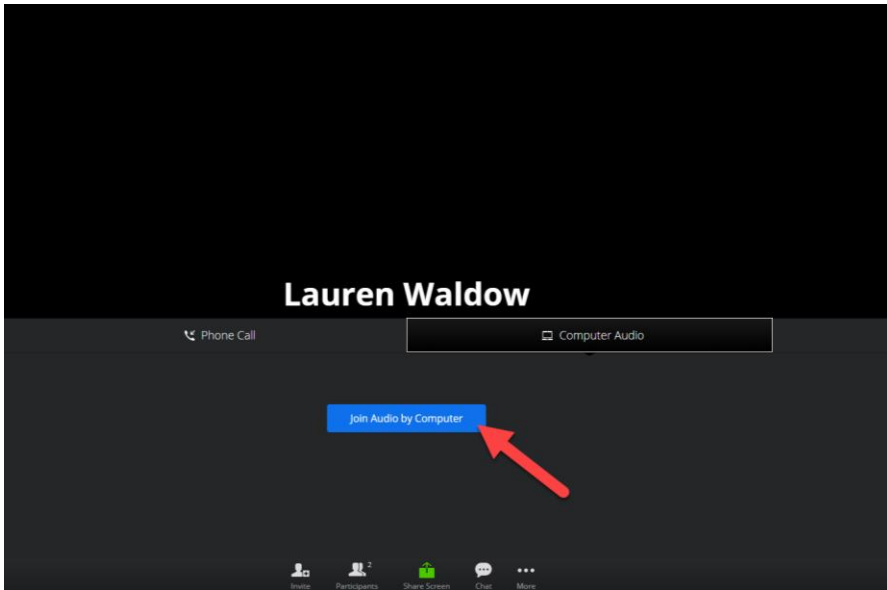 Lauren Waldow
Phone Call
Computer Audio
Join Audio by Computer
2
Invite
Participants
Share Screen
Chat
More